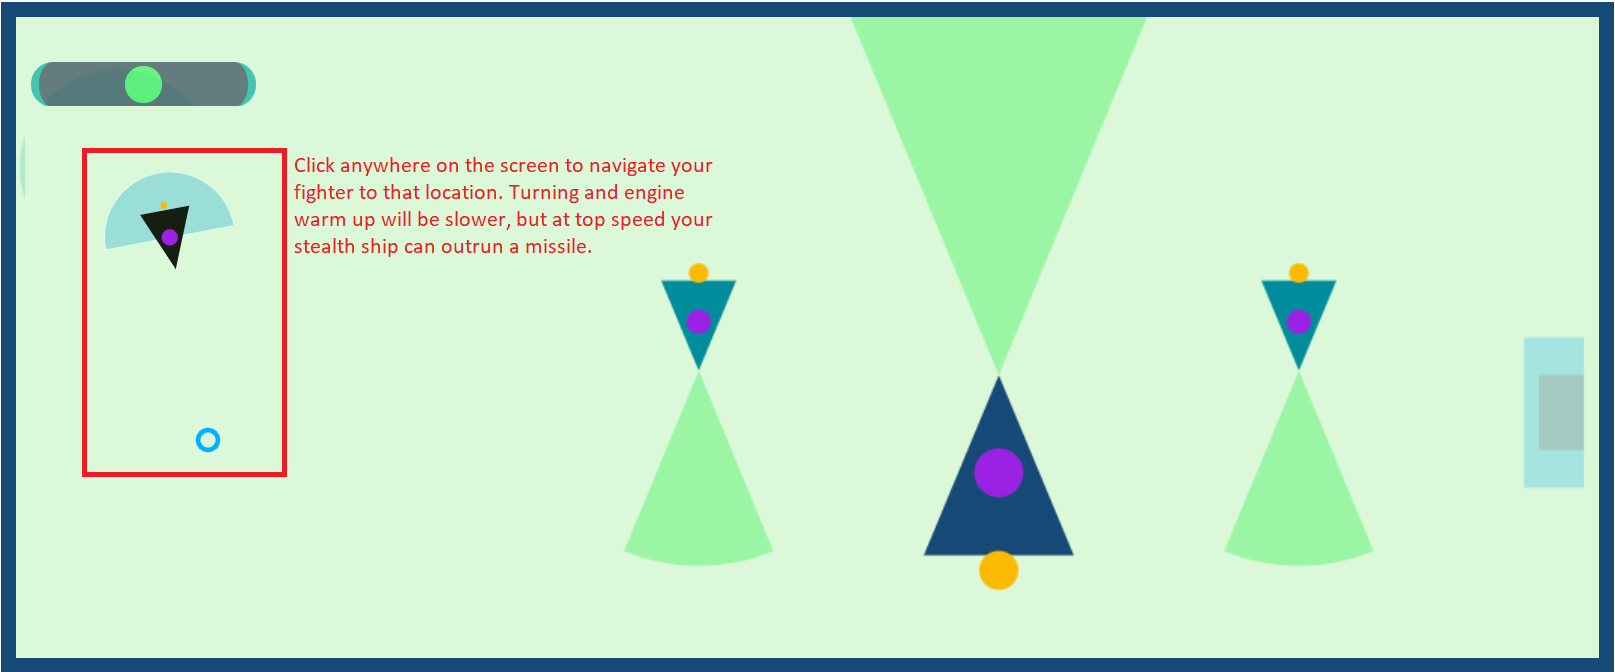 Click anywhere on the screen to navigate your
fighter to that location. Turning and engine
warm up will be slower, but at top speed your
stealth ship can outrun a missile.